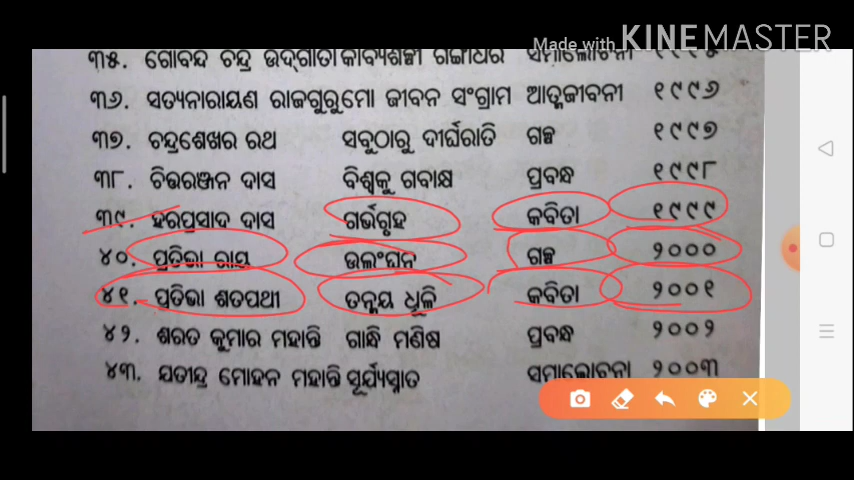 Made with KINEMASTER
୩୫. ଗୋବିନ୍ଦ ଚନ୍ଦ୍ର ଉଦ୍‌ଗାତା କାବ୍ୟଶିଳ୍ପୀ ଗଙ୍ଗାଧର ସମାଲୋଚନା
୩୬. ସତ୍ୟନାରାୟଣ ରାଜଗୁରୁ ମୋ ଜୀବନ ସଂଗ୍ରାମ ଆତ୍ମଜୀବନୀ ୧୯୯୬
୩୭. ଚନ୍ଦ୍ରଶେଖର ରଥ ସବୁଠାରୁ ଦୀର୍ଘରାତି ଗଳ୍ପ ୧୯୯୭
୩୮. ଚିତ୍ତରଞ୍ଜନ ଦାସ ବିଶ୍ୱକୁ ଗବାକ୍ଷ ପ୍ରବନ୍ଧ ୧୯୯୮
୩୯. ହରପ୍ରସାଦ ଦାସ ଗର୍ଭଗୃହ କବିତା ୧୯୯୯
୪୦. ପ୍ରତିଭା ରାୟ ଉଲଂଘନ ଗଳ୍ପ ୨୦୦୦
୪୧. ପ୍ରତିଭା ଶତପଥୀ ତନ୍ମୟ ଧୂଳି କବିତା ୨୦୦୧
୪୨. ଶରତ କୁମାର ମହାନ୍ତି ଗାନ୍ଧି ମଣିଷ ପ୍ରବନ୍ଧ ୨୦୦୨
୪୩. ଯତୀନ୍ଦ୍ର ମୋହନ ମହାନ୍ତି ସୂର୍ଯ୍ୟସ୍ନାତ ସମାଲୋଚନା ୨୦୦୩